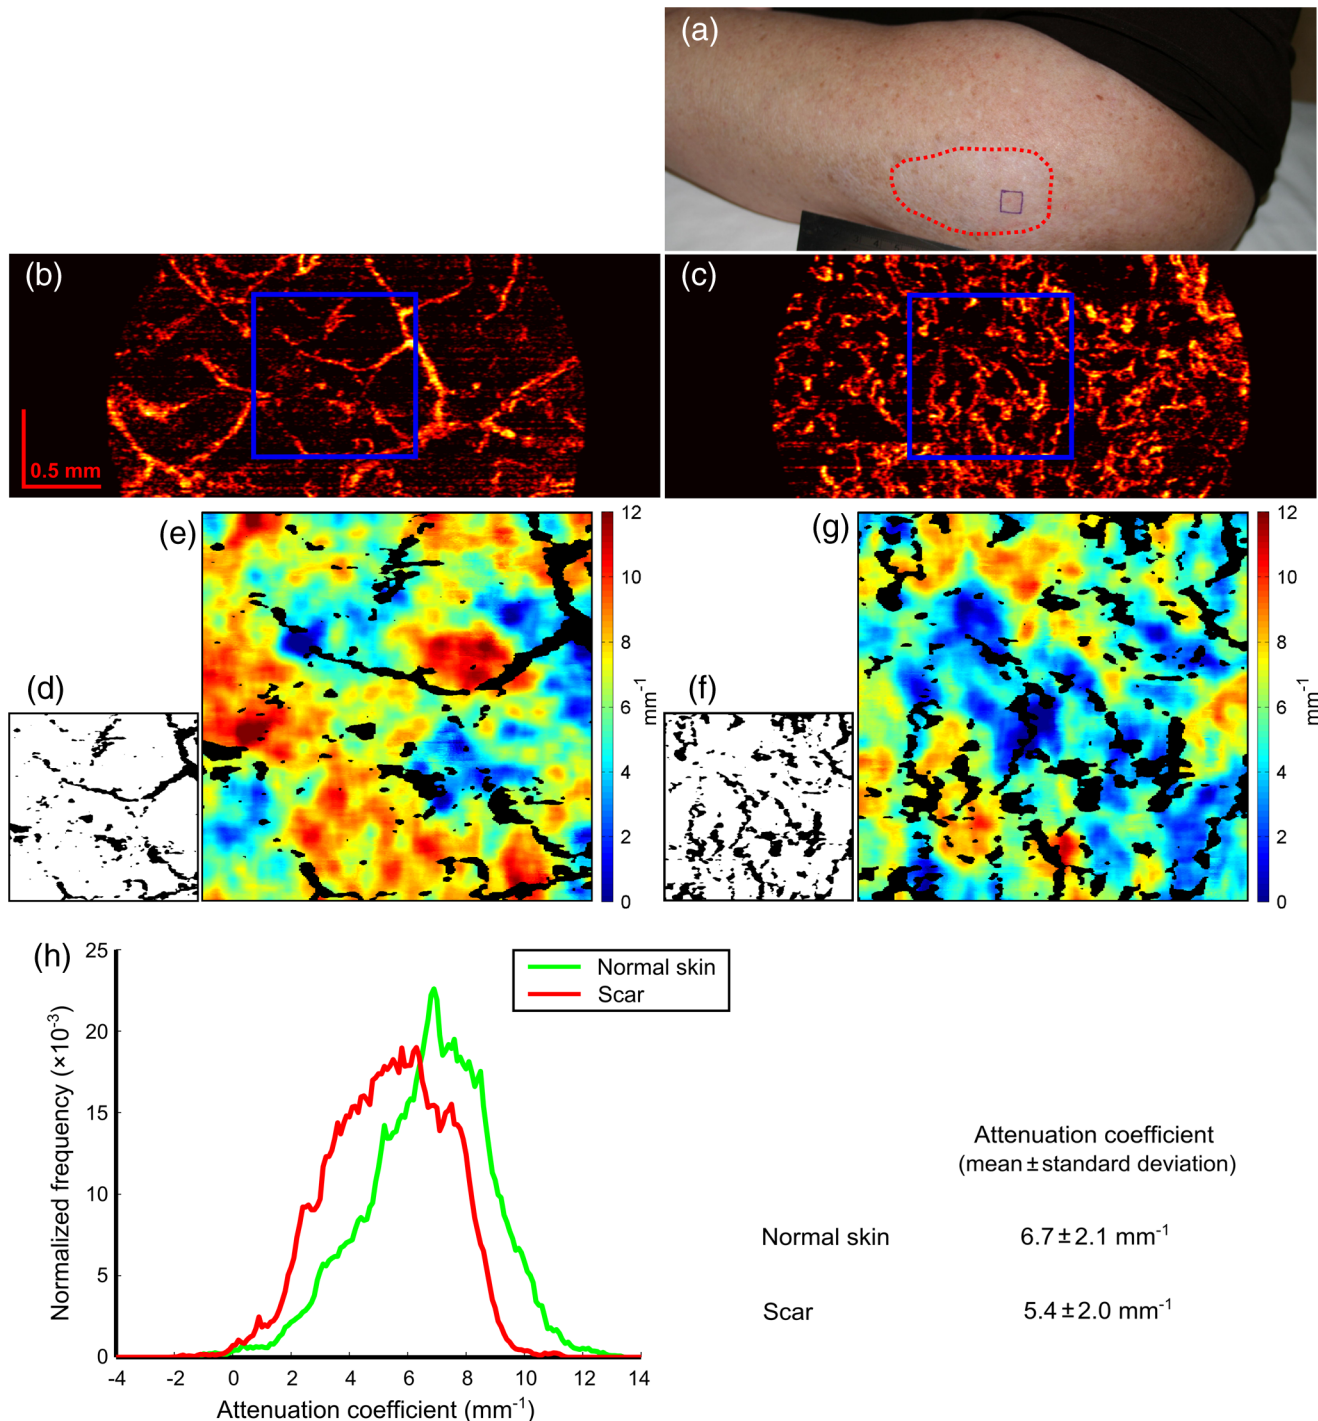 (a)
(b)
(c)
0.5 mm
(e)
12
10
8
6
4
2
0
mm-1
(g)
12
10
8
6
4
2
0
mm-1
(d)
(f)
(h)
25
20
15
10
5
0
Normalized frequency (×10-3)
-4 -2 0 2 4 6 8 10 12 14
Attenuation coefficient (mm-1)
Normal skin
Scar
Attenuation coefficient
(mean ± standard deviation)
Normal skin 6.7 ± 2.1 mm-1
Scar 5.4 ± 2.0 mm-1